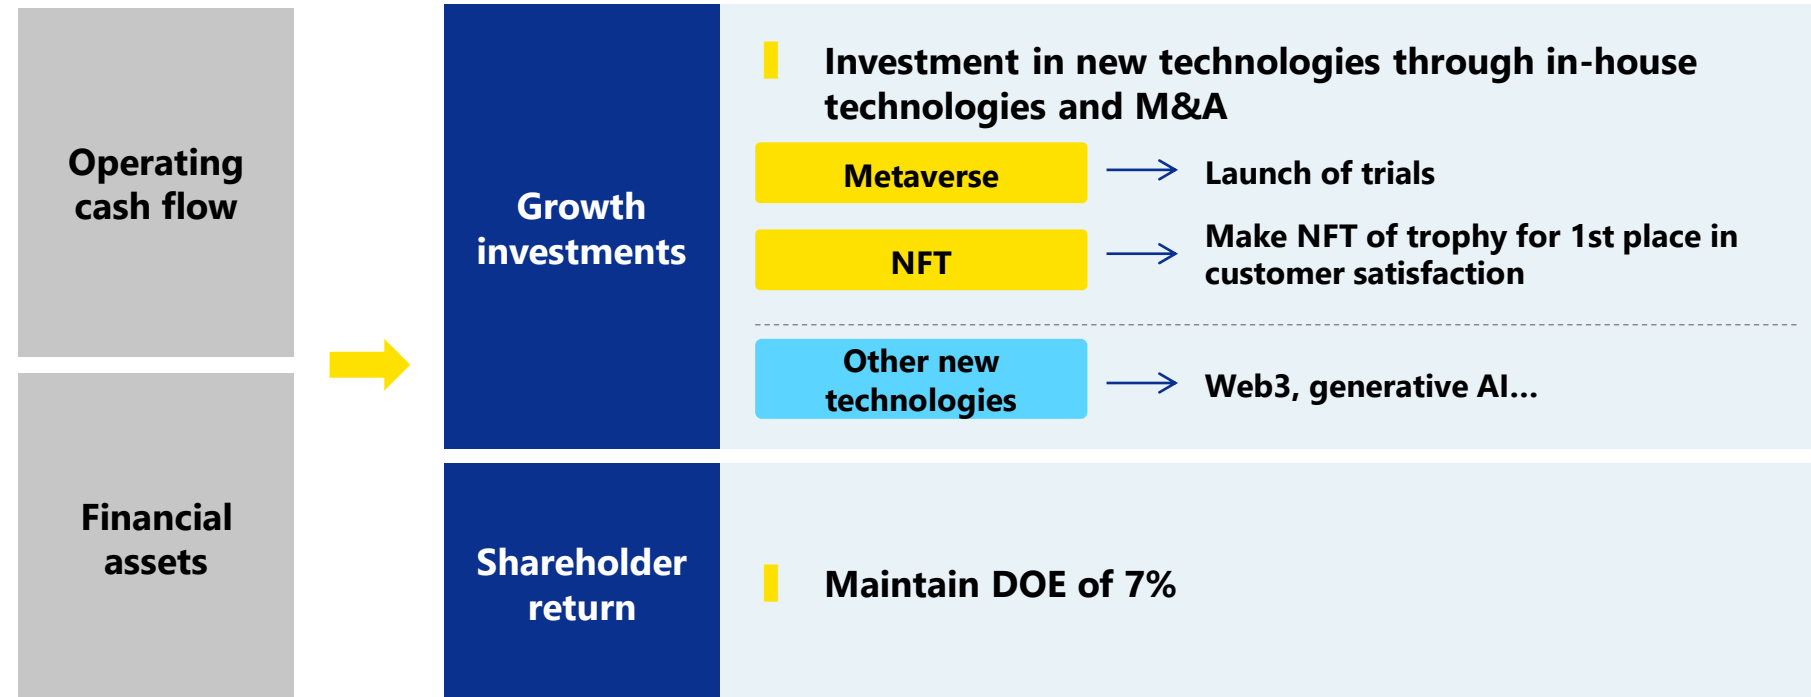 Operating
cash flow
Financial
assets
Growth
investments
Investment in new technologies through in-house
technologies and M&A
Metaverse
Launch of trials
NFT
Make NFT of trophy for 1st place in
customer satisfaction
Other new
technologies
Web3, generative AI...
Shareholder
return
Maintain DOE of 7%